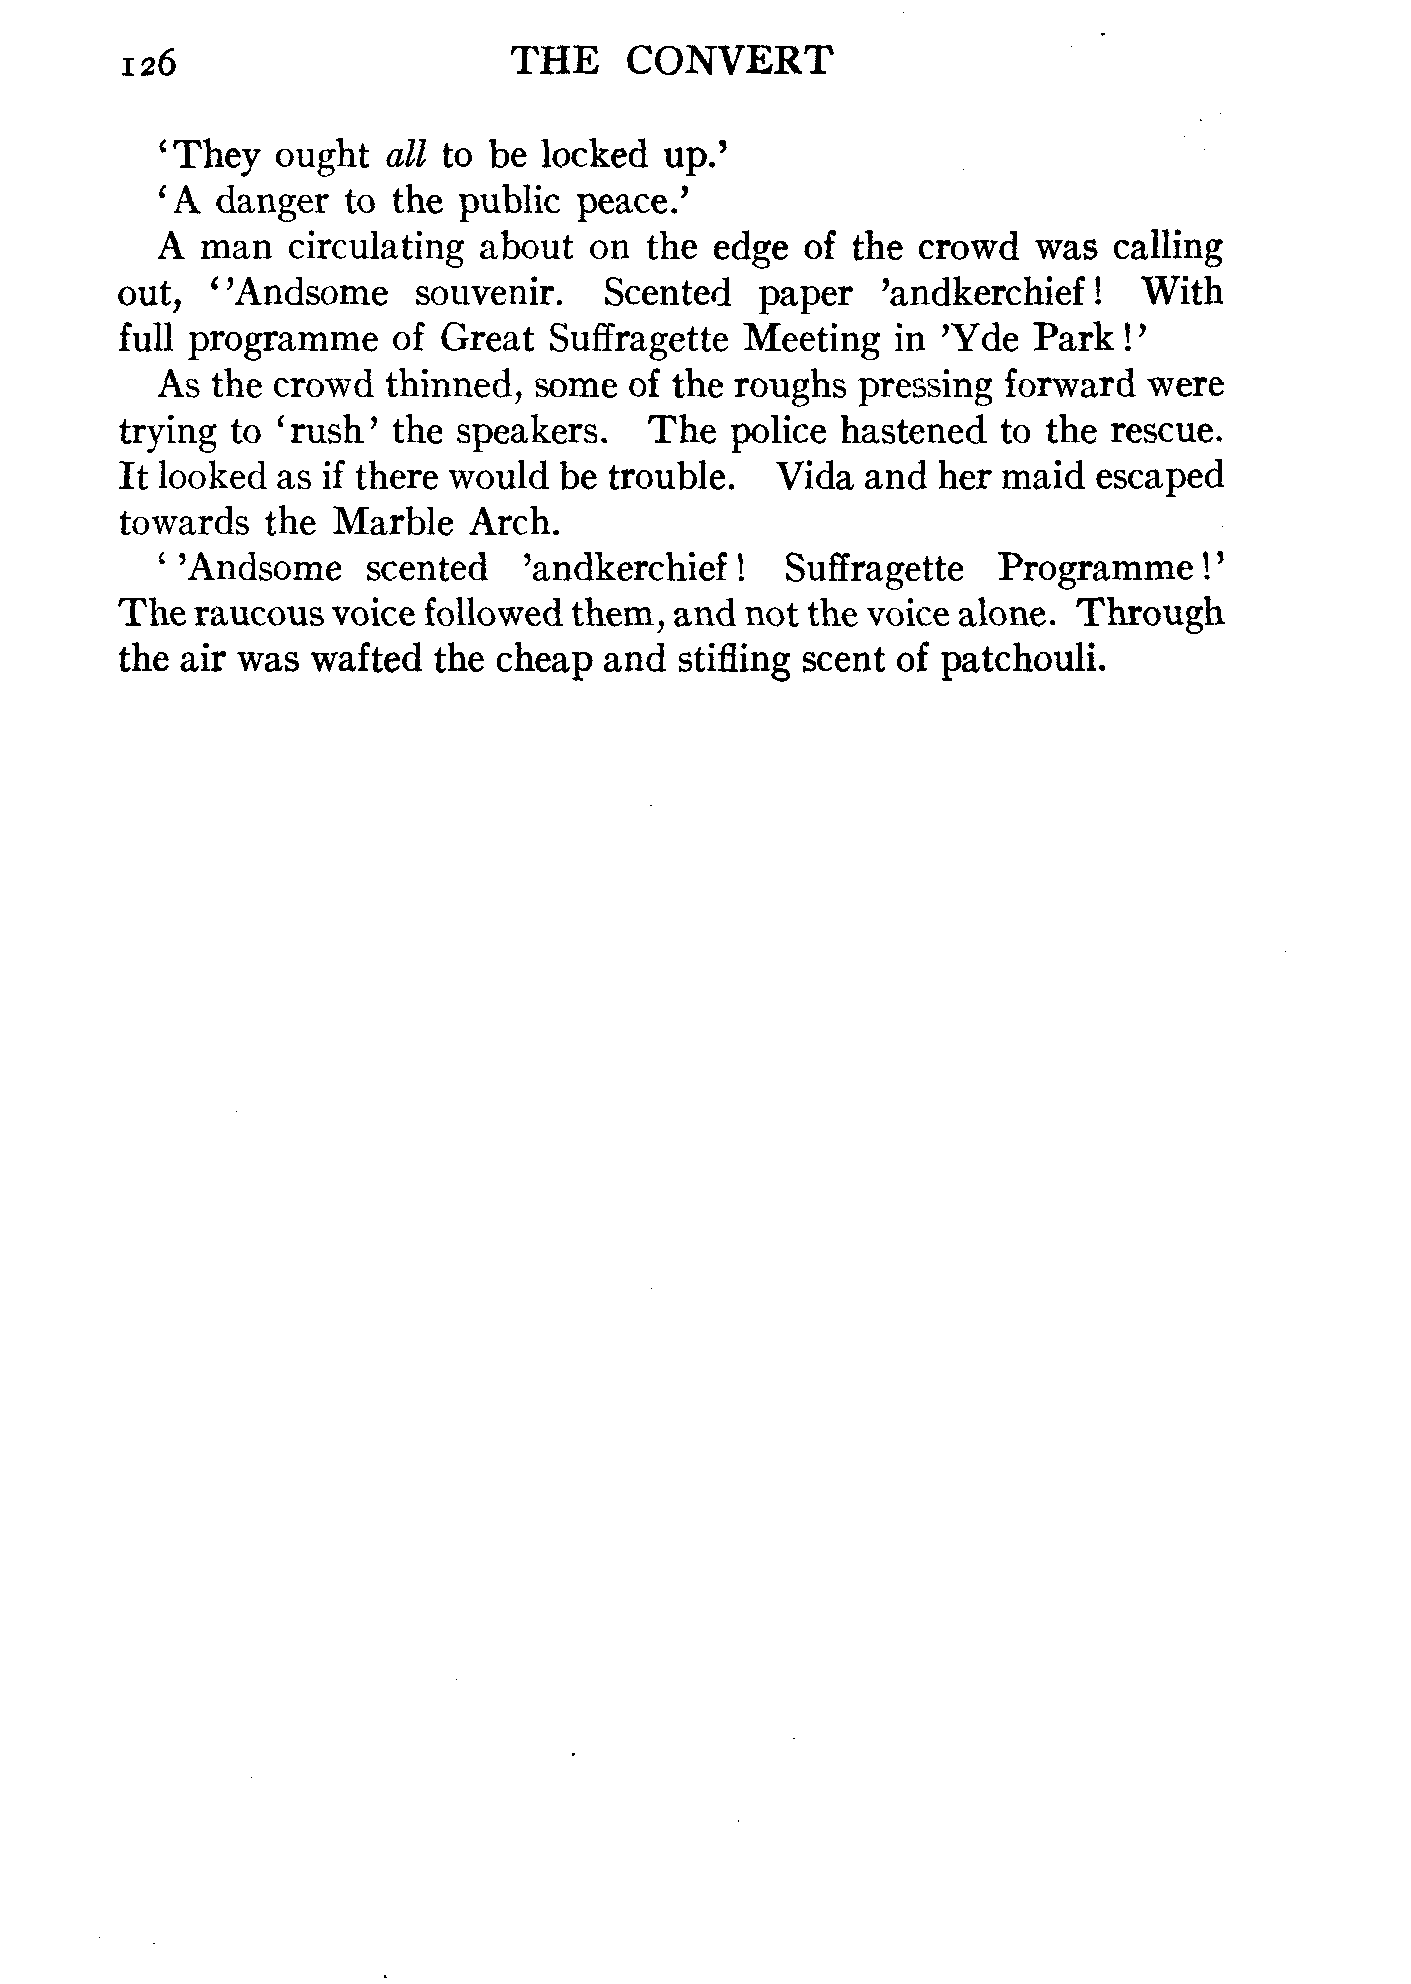 126 THE CONVERT
‘They ought all to be locked up.’
‘A danger to the public peace.’
A man circulating about on the edge of the crowd was calling
out, ‘’Andsome souvenir. Scented paper ’andkerchief! With
full programme of Great Suffragette Meeting in ’Yde Park!’
As the crowd thinned, some of the roughs pressing forward were
trying to ‘rush’ the speakers. The police hastened to the rescue.
It looked as if there would be trouble. Vida and her maid escaped
towards the Marble Arch.
‘ ’Andsome scented ’andkerchief! Suffragette Programme!’
The raucous voice followed them, and not the voice alone. Through
the air was wafted the cheap and stifling scent of patchouli.